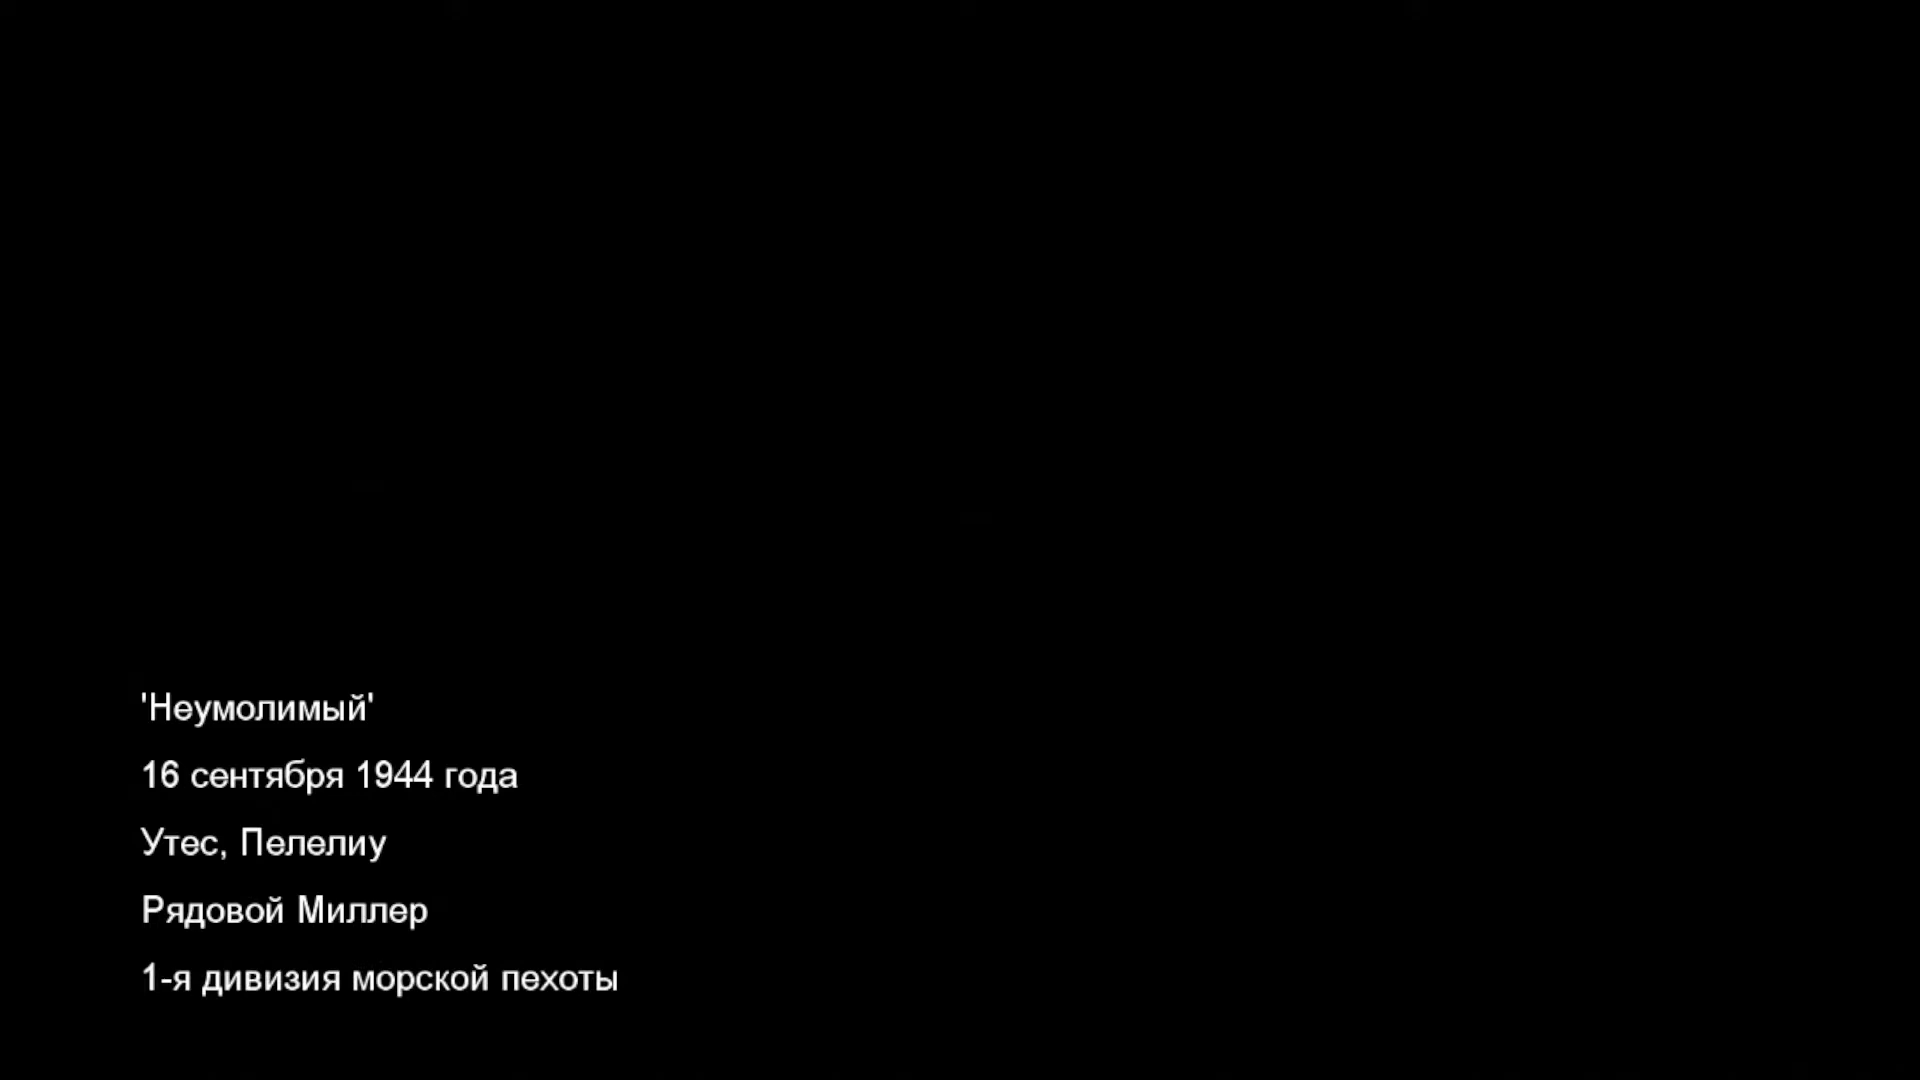 'Неумолимый'
16 сентября 1944 года
Утес, Пелелиу
Рядовой Миллер
1-я дивизия морской пехоты